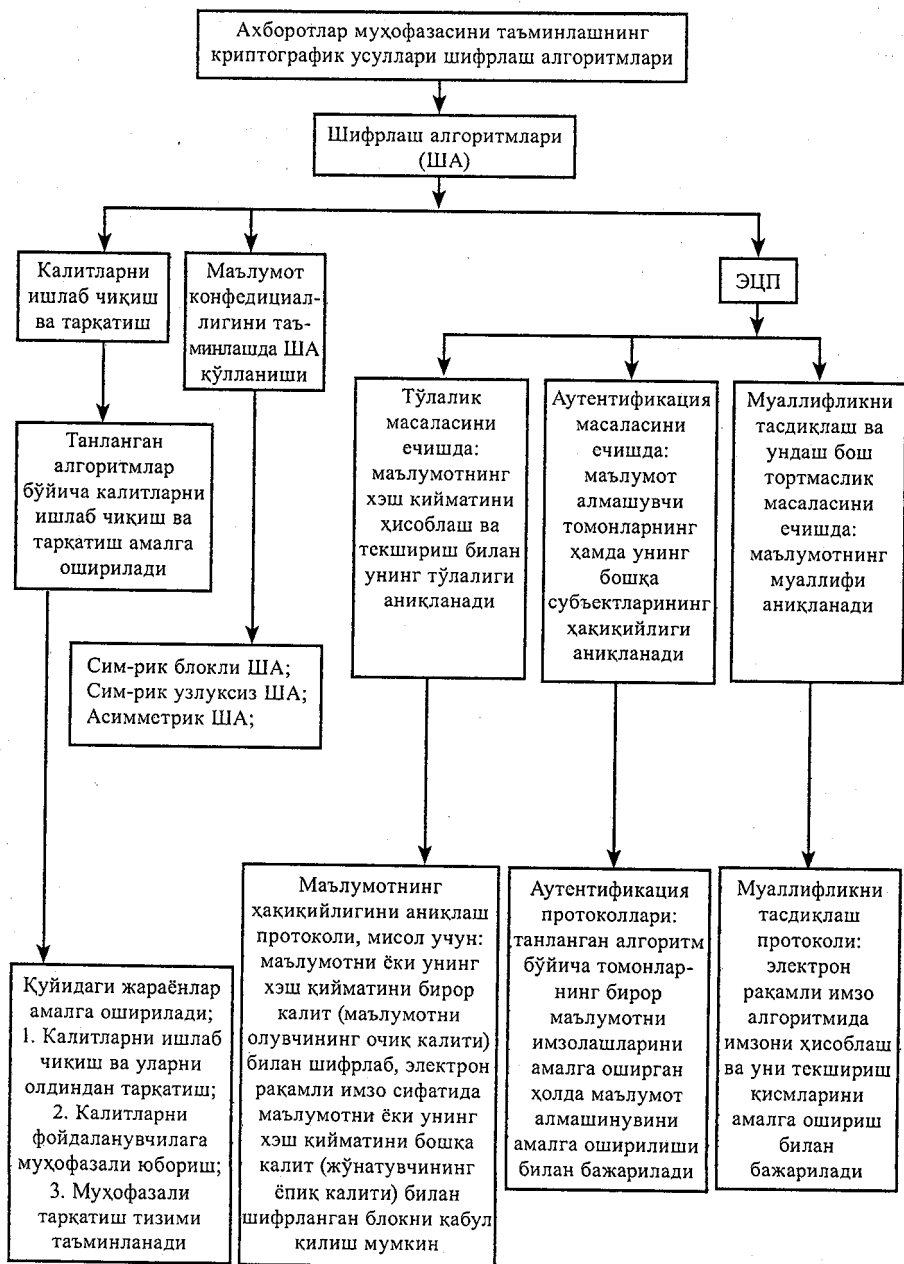 Ахборотлар муҳофазасини таъминлашнинг
криптографик усуллари шифрлаш алгоритмлари
Шифрлаш алгоритмлари
(ША)
Калитларни
ишлаб чиқиш
ва тарқатиш
Маълумот
конфедициал-
лигини таъ-
минлашда ША
қўлланиши
ЭЦП
Танланган
алгоритмлар
бўйича калитларни
ишлаб чиқиш ва
тарқатиш амалга
оширилади
Тўлалик
масаласини
ечишда:
маълумотнинг
хэш қийматини
ҳисоблаш ва
текшириш билан
унинг тўлалиги
аниқланади
Аутентификация
масаласини
ечишда:
маълумот
алмашувчи
томонларнинг
ҳамда унинг
бошқа
субъектларининг
ҳақиқийлиги
аниқланади
Муаллифликни
тасдиқлаш ва
ундаш бош
тортмаслик
масаласини
ечишда:
маълумотнинг
муаллифи
аниқланади
Сим-рик блокли ША;
Сим-рик узлуксиз ША;
Асимметрик ША;
Қуйидаги жараёнлар
амалга оширилади;
1. Калитларни ишлаб
чиқиш ва уларни
олдиндан тарқатиш;
2. Калитларни
фойдаланувчилага
муҳофазали юбориш;
3. Муҳофазали
тарқатиш тизими
таъминланади
Маълумотнинг
ҳақиқийлигини аниқлаш
протоколи, мисол учун:
маълумотни ёки унинг
хэш қийматини бирор
калит (маълумотни
олувчининг очиқ калити)
билан шифрлаб, электрон
рақамли имзо сифатида
маълумотни ёки унинг
хэш қийматини бошқа
калит (жўнатувчининг
ёпиқ калити) билан
шифрланган блокни қабул
қилиш мумкин
Аутентификация
протоколлари:
танланган алгоритм
бўйича томонлар-
нинг бирор
маълумотни
имзолашларини
амалга оширган
ҳолда маълумот
алмашинувини
амалга оширилиши
билан бажарилади
Муаллифликни
тасдиқлаш
протоколи:
электрон
рақамли имзо
алгоритмида
имзони ҳисоблаш
ва уни текшириш
қисмларини
амалга ошириш
билан
бажарилади